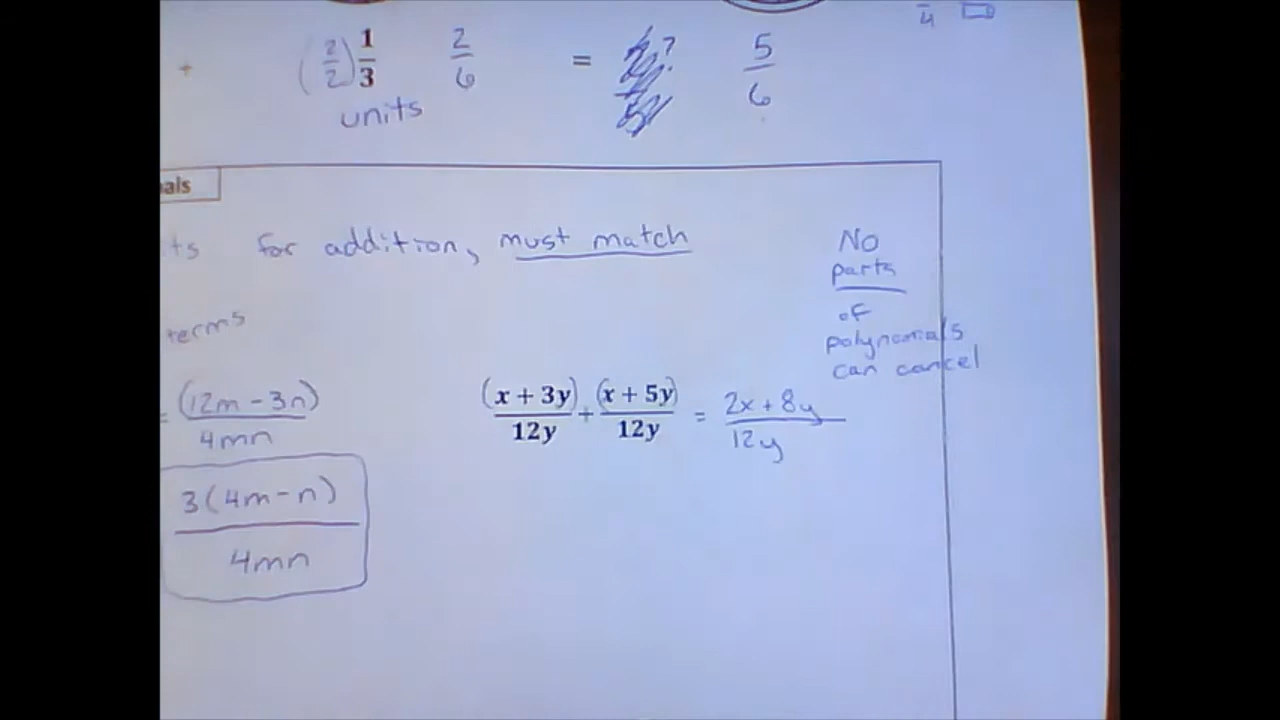 4
+ (2/2) 1/3 2/6 = ? 5/6
units
als
ts for addition, must match
No
parts
of
polynomials
can cancel
terms
= (12m - 3n)/4mn
(x + 3y)/12y + (x + 5y)/12y = 2x + 8y/12y
3(4m - n)/4mn